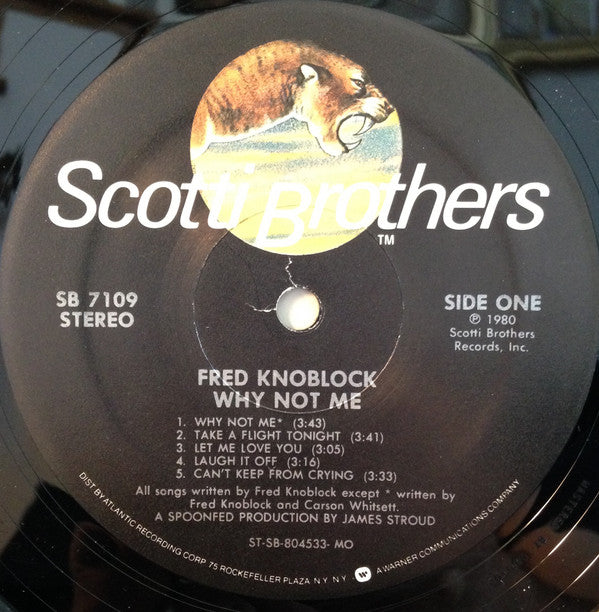 Scotti Brothers
TM
SB 7109
STEREO
SIDE ONE
℗ 1980
Scotti Brothers
Records, Inc.
FRED KNOBLOCK
WHY NOT ME
1. WHY NOT ME* (3:43)
2. TAKE A FLIGHT TONIGHT (3:41)
3. LET ME LOVE YOU (3:05)
4. LAUGH IT OFF (3:16)
5. CAN'T KEEP FROM CRYING (3:33)
All songs written by Fred Knoblock except * written by
Fred Knoblock and Carson Whitsett.
A SPOONFED PRODUCTION BY JAMES STROUD
ST-SB-804533- MO
DIST. BY ATLANTIC RECORDING CORP. 75 ROCKEFELLER PLAZA N.Y. N.Y. W A WARNER COMMUNICATIONS COMPANY